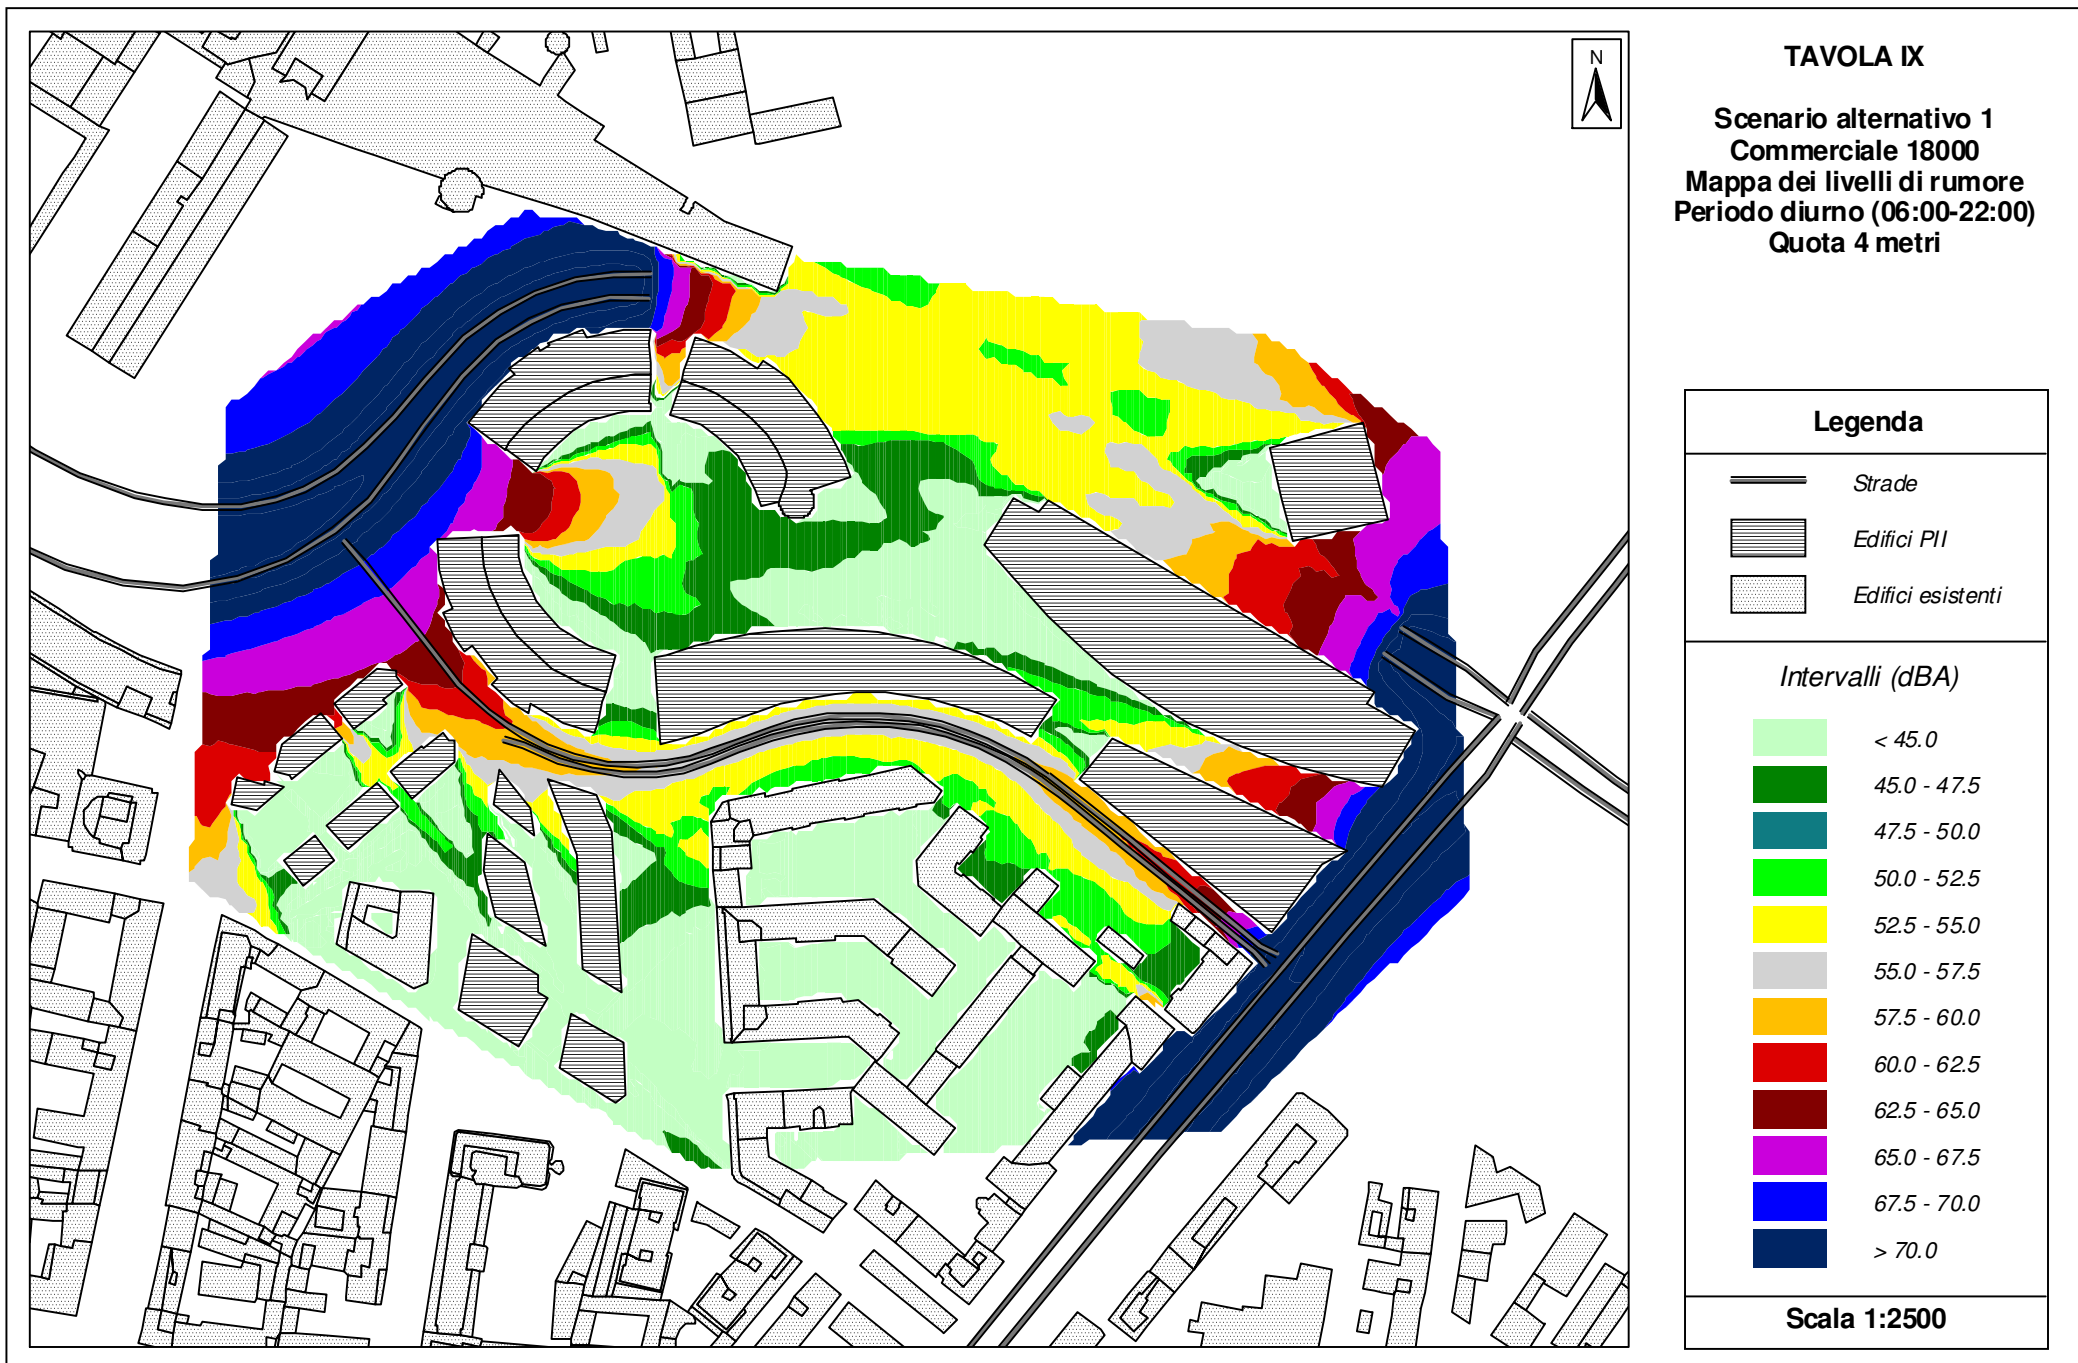 N
TAVOLA IX
Scenario alternativo 1
Commerciale 18000
Mappa dei livelli di rumore
Periodo diurno (06:00-22:00)
Quota 4 metri
Legenda
Strade
Edifici PII
Edifici esistenti
Intervalli (dBA)
< 45.0
45.0 - 47.5
47.5 - 50.0
50.0 - 52.5
52.5 - 55.0
55.0 - 57.5
57.5 - 60.0
60.0 - 62.5
62.5 - 65.0
65.0 - 67.5
67.5 - 70.0
> 70.0
Scala 1:2500